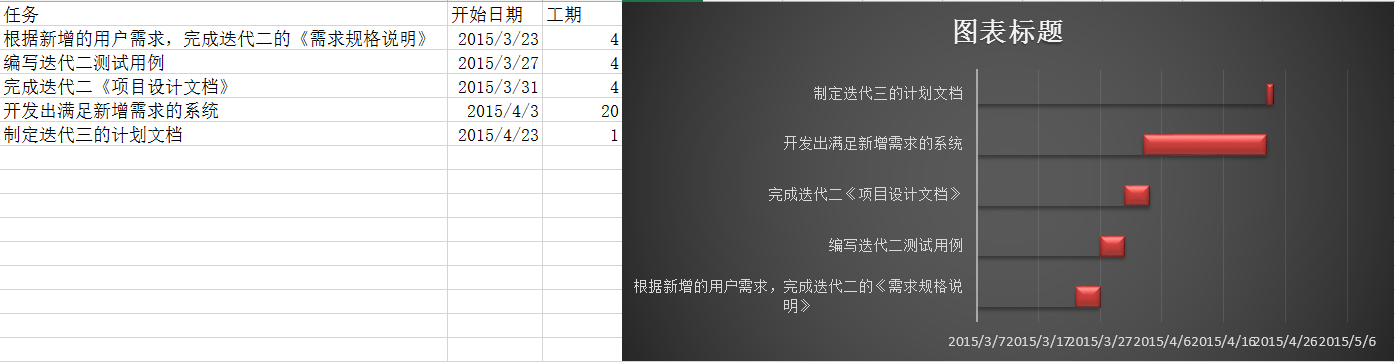 任务 开始日期 工期
根据新增的用户需求，完成迭代二的《需求规格说明》 2015/3/23 4
编写迭代二测试用例 2015/3/27 4
完成迭代二《项目设计文档》 2015/3/31 4
开发出满足新增需求的系统 2015/4/3 20
制定迭代三的计划文档 2015/4/23 1
图表标题
制定迭代三的计划文档
开发出满足新增需求的系统
完成迭代二《项目设计文档》
编写迭代二测试用例
根据新增的用户需求，完成迭代二的《需求规格说
明》
2015/3/7 2015/3/17 2015/3/27 2015/4/6 2015/4/16 2015/4/26 2015/5/6